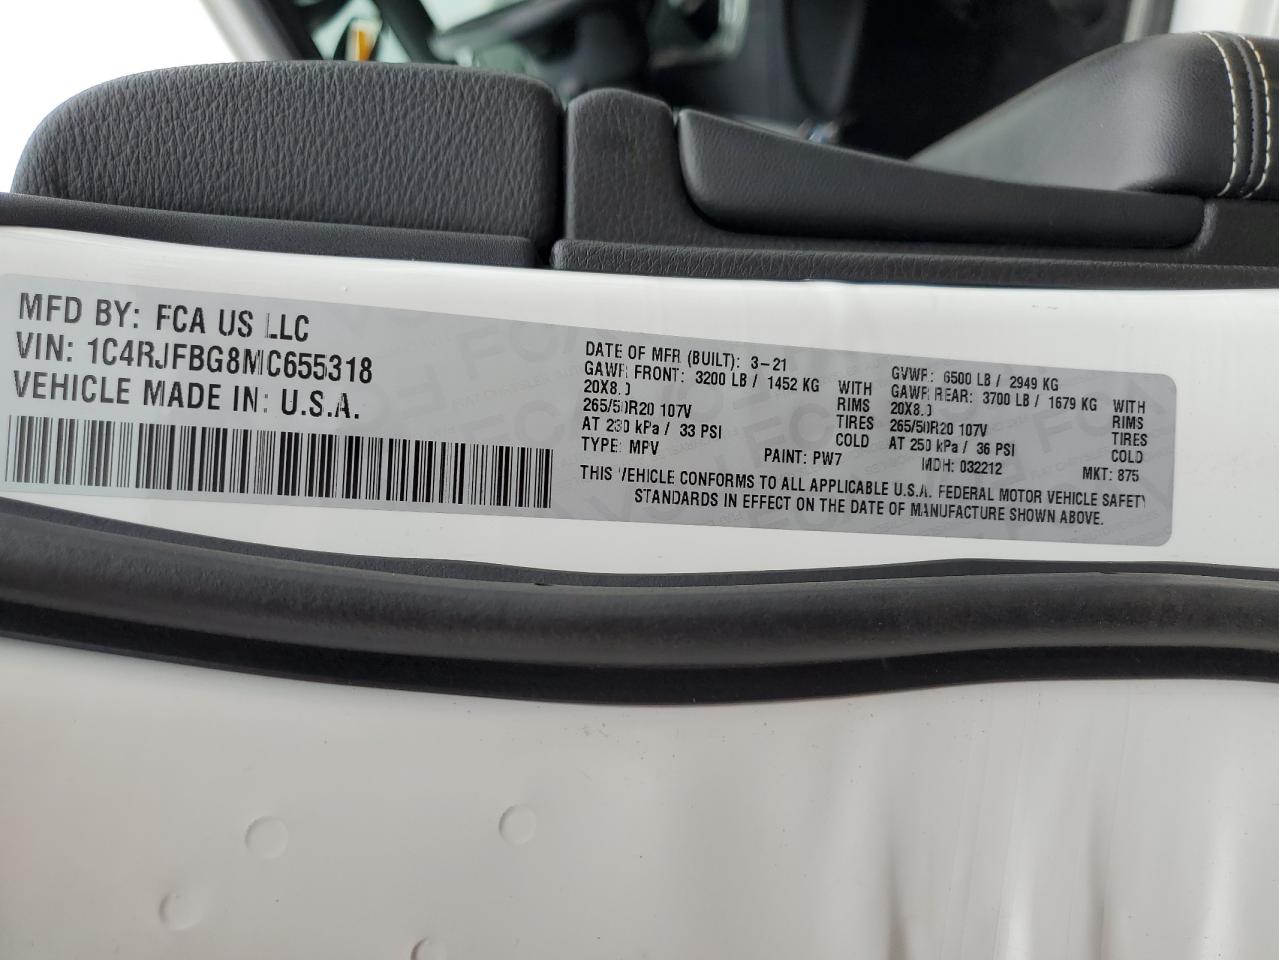 MFD BY: FCA US LLC
VIN: 1C4RJFBG8MC655318
VEHICLE MADE IN: U.S.A.
DATE OF MFR (BUILT): 3-21
GAWR FRONT: 3200 LB / 1452 KG WITH
20X8.0 RIMS
265/50R20 107V TIRES
AT 230 kPa / 33 PSI COLD
TYPE: MPV PAINT: PW7
GVWR: 6500 LB / 2949 KG
GAWR REAR: 3700 LB / 1679 KG WITH
20X8.0 RIMS
265/50R20 107V TIRES
AT 250 kPa / 36 PSI COLD
MDH: 032212 MKT: 875
THIS VEHICLE CONFORMS TO ALL APPLICABLE U.S.A. FEDERAL MOTOR VEHICLE SAFETY
STANDARDS IN EFFECT ON THE DATE OF MANUFACTURE SHOWN ABOVE.